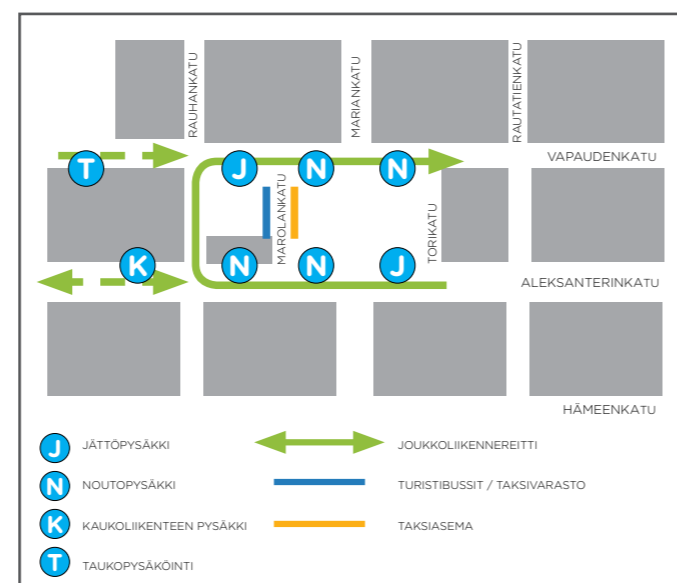 RAUHANKATU
MARIANKATU
RAUTATIENKATU
VAPAUDENKATU
T
J
N
N
MAROLANKATU
TORIKATU
K
N
N
J
ALEKSANTERINKATU
HÄMEENKATU
J JÄTTÖPYSÄKKI
JOUKKOLIIKENNEREITTI
N NOUTOPYSÄKKI
TURISTIBUSSIT / TAKSIVARASTO
K KAUKOLIIKENTEEN PYSÄKKI
TAKSIASEMA
T TAUKOPYSÄKÖINTI